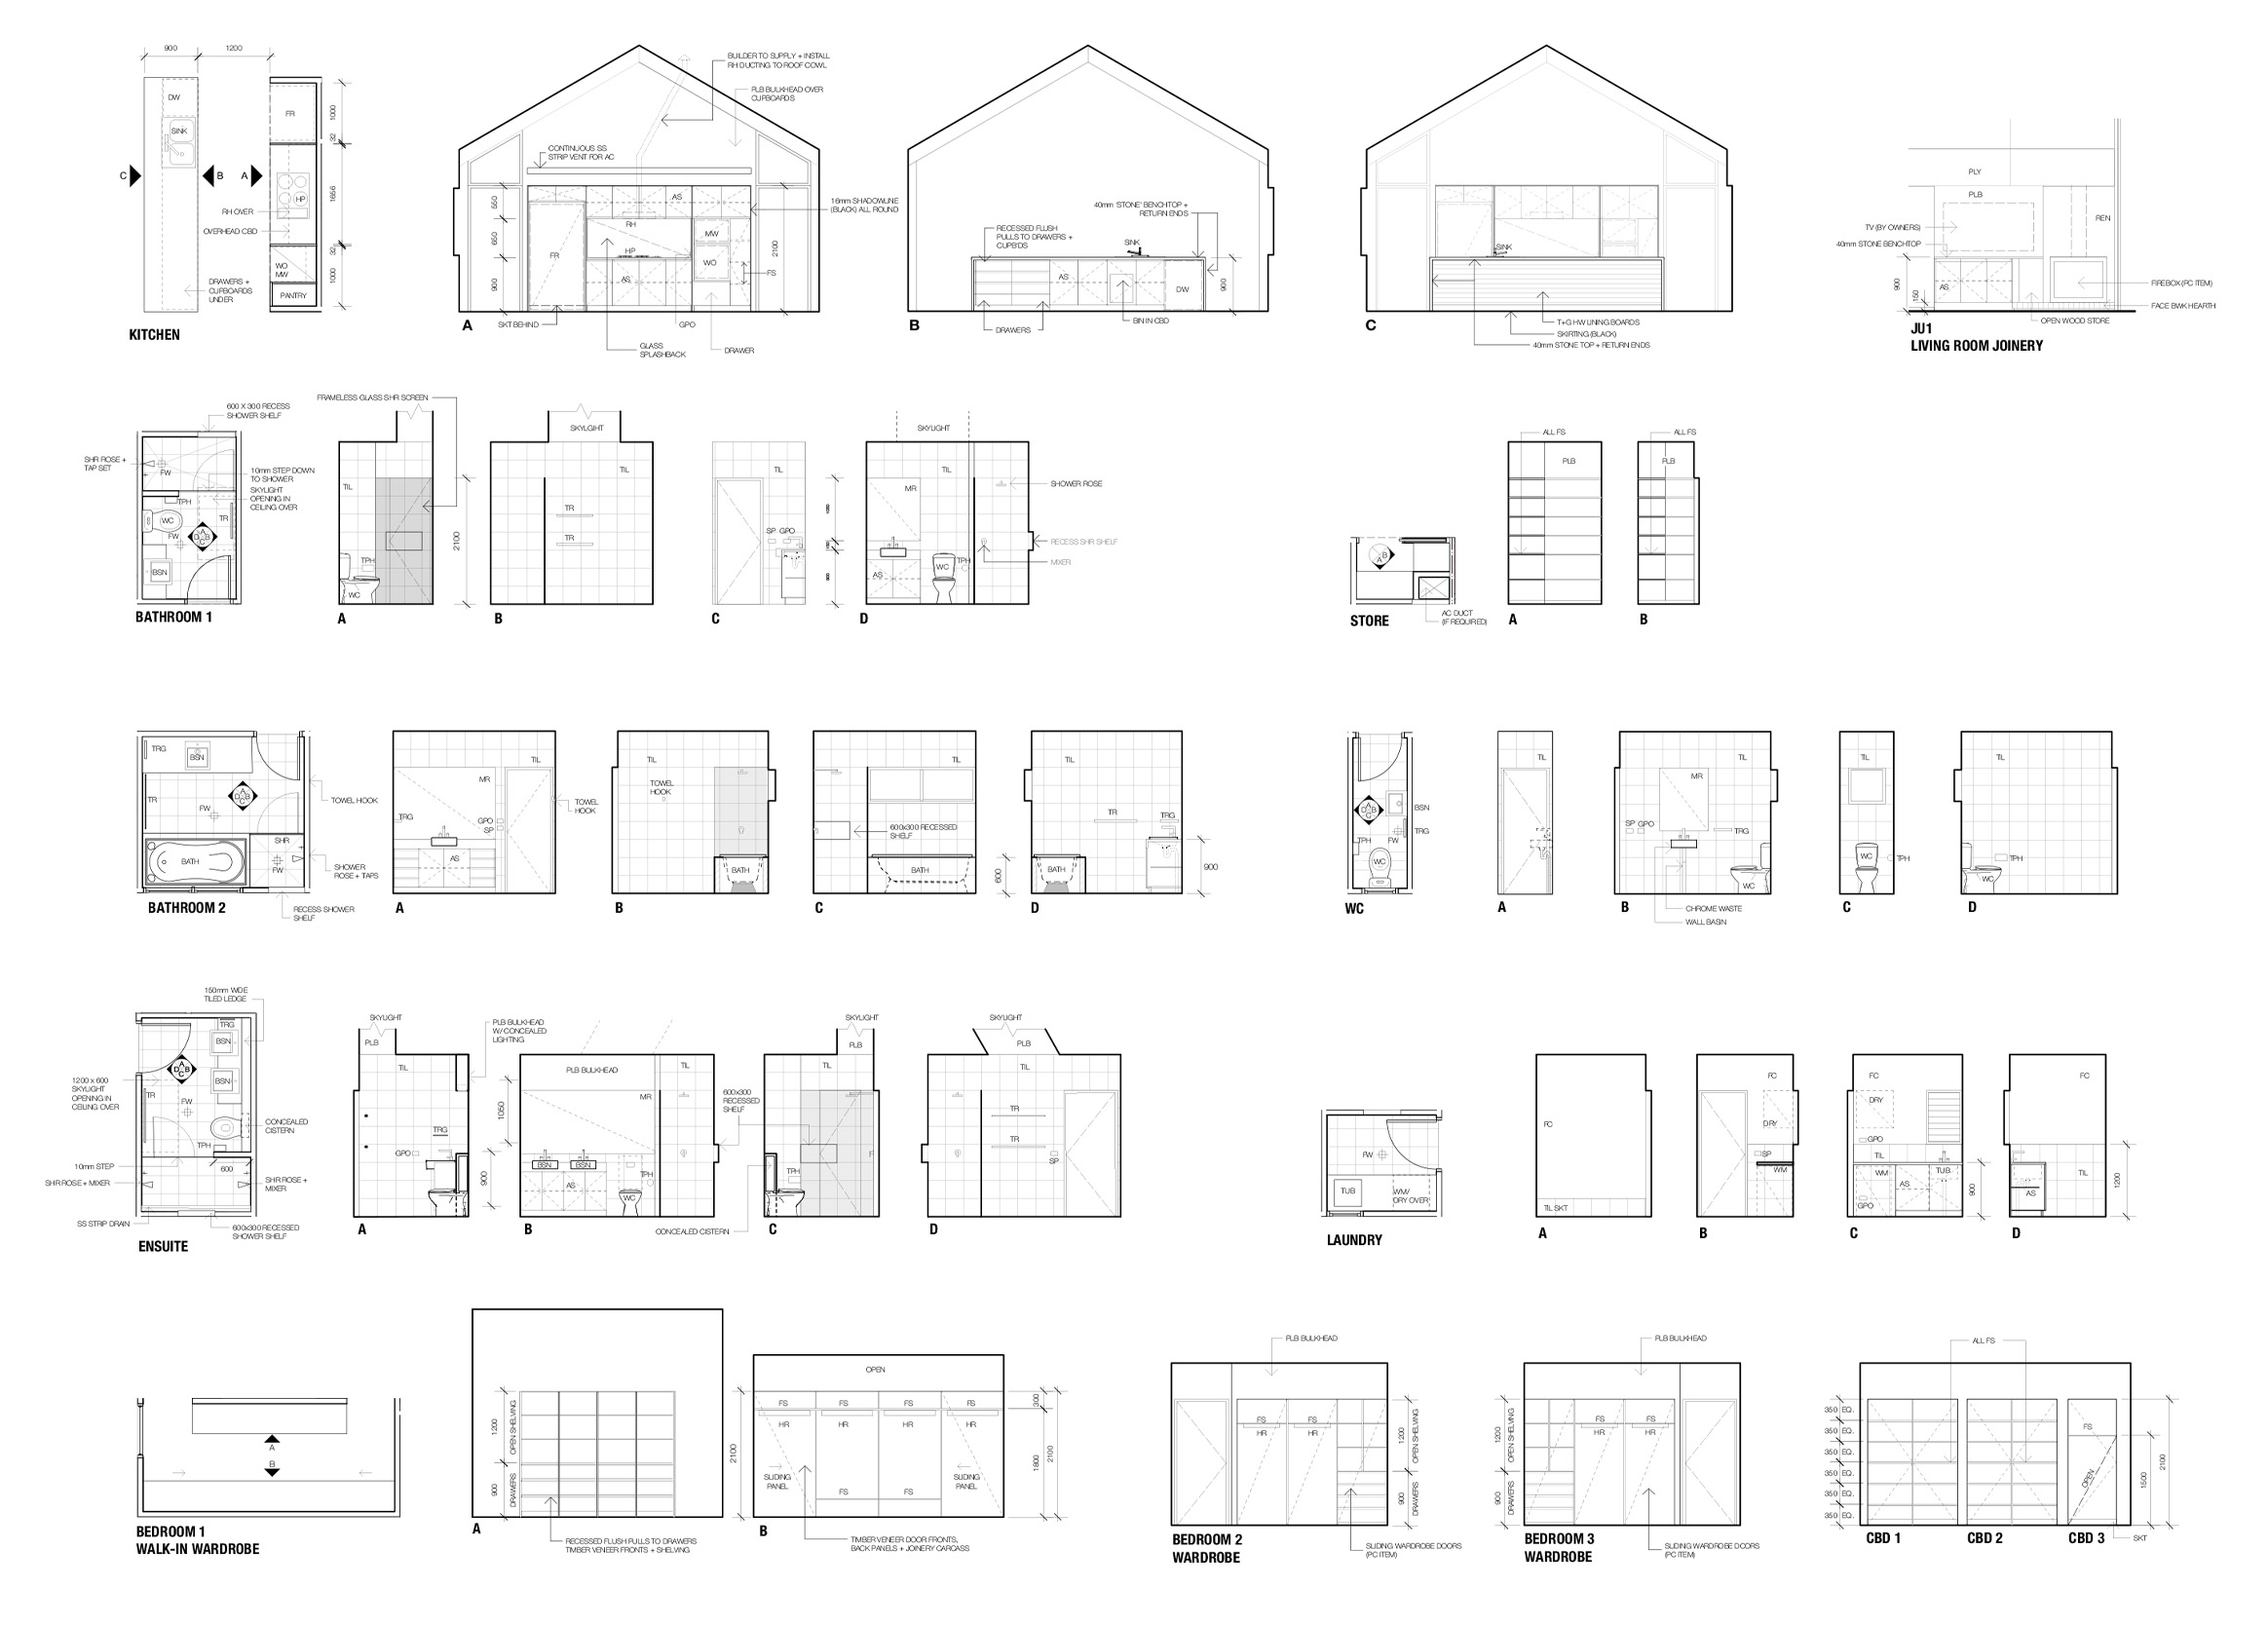 900
1200
DW
SINK
FR
1000
32
C
B
A
HP
1656
RH OVER
OVERHEAD CBD
32
WO
MW
1000
PANTRY
DRAWERS +
CUPBOARDS
UNDER
KITCHEN
BUILDER TO SUPPLY + INSTALL
RH DUCTING TO ROOF COWL
PLB BULKHEAD OVER
CUPBOARDS
CONTINUOUS SS
STRIP VENT FOR AC
550
650
900
AS
RH
HP
MW
WO
FR
AS
FS
2100
16mm SHADOWLINE
(BLACK) ALL ROUND
A
SKT BEHIND
GPO
GLASS
SPLASHBACK
DRAWER
40mm 'STONE' BENCHTOP +
RETURN ENDS
RECESSED FLUSH
PULLS TO DRAWERS +
CUPB'DS
SINK
AS
DW
900
B
DRAWERS
BIN IN CBD
SINK
C
T+G HW LINING BOARDS
SKIRTING (BLACK)
40mm STONE TOP + RETURN ENDS
PLY
PLB
REN
TV (BY OWNERS)
40mm STONE BENCHTOP
900
150
AS
FIREBOX (PC ITEM)
FACE BWK HEARTH
OPEN WOOD STORE
JU1
LIVING ROOM JOINERY
600 X 300 RECESS
SHOWER SHELF
SHR ROSE +
TAP SET
FW
10mm STEP DOWN
TO SHOWER
SKYLIGHT
OPENING IN
CEILING OVER
TPH
WC
TR
A
D B
C
FW
BSN
BATHROOM 1
FRAMELESS GLASS SHR SCREEN
TIL
TPH
WC
2100
A
SKYLGIHT
TIL
TR
TR
B
TIL
SP GPO
C
SKYLIGHT
TIL
MR
AS
WC
TPH
SHOWER ROSE
RECESS SHR SHELF
MIXER
D
A
B
AC DUCT
(IF REQUIRED)
STORE
ALL FS
PLB
A
ALL FS
PLB
B
TRG
BSN
TR
A
D B
C
FW
TOWEL HOOK
SHR
BATH
FW
SHOWER
ROSE + TAPS
RECESS SHOWER
SHELF
BATHROOM 2
TIL
MR
TRG
GPO
SP
AS
TOWEL
HOOK
A
TIL
TOWEL
HOOK
BATH
B
TIL
600x300 RECESSED
SHELF
BATH
600
C
TIL
TR
TRG
BATH
900
D
A
D B
C
BSN
TRG
TPH
FW
WC
WC
TIL
A
TIL
TIL
MR
SP GPO
TRG
WC
B
CHROME WASTE
WALL BASIN
TIL
WC
TPH
C
TIL
TPH
WC
D
150mm WIDE
TILED LEDGE
TRG
BSN
A
D B
C
BSN
1200 x 600
SKYLIGHT
OPENING IN
CEILING OVER
TR
FW
CONCEALED
CISTERN
TPH
10mm STEP
600
SHR ROSE + MIXER
SHR ROSE +
MIXER
SS STRIP DRAIN
600x300 RECESSED
SHOWER SHELF
ENSUITE
SKYLIGHT
PLB
TIL
PLB BULKHEAD
W/ CONCEALED
LIGHTING
TRG
GPO
A
1050
900
PLB BULKHEAD
TIL
MR
BSN
BSN
AS
TPH
WC
600x300
RECESSED
SHELF
CONCEALED CISTERN
B
SKYLIGHT
PLB
TIL
TPH
C
SKYLIGHT
PLB
TIL
TR
TR
SP
D
FW
TUB
WM/
DRY OVER
LAUNDRY
FC
TIL SKT
A
FC
DRY
SP
WM
B
FC
DRY
GPO
TIL
WM
TUB
AS
GPO
900
C
FC
TIL
AS
1200
D
A
B
BEDROOM 1
WALK-IN WARDROBE
1200
OPEN SHELVING
900
DRAWERS
A
RECESSED FLUSH PULLS TO DRAWERS
TIMBER VENEER FRONTS + SHELVING
OPEN
FS FS FS FS
HR HR HR HR
SLIDING
PANEL
SLIDING
PANEL
FS FS
2100
300
1800
2100
B
TIMBER VENEER DOOR FRONTS,
BACK PANELS + JOINERY CARCASS
PLB BULKHEAD
FS FS
HR HR
1200
OPEN SHELVING
900
DRAWERS
BEDROOM 2
WARDROBE
SLIDING WARDROBE DOORS
(PC ITEM)
PLB BULKHEAD
1200
OPEN SHELVING
900
DRAWERS
FS FS
HR HR
BEDROOM 3
WARDROBE
SLIDING WARDROBE DOORS
(PC ITEM)
ALL FS
350 EQ.
350 EQ.
350 EQ.
350 EQ.
350 EQ.
350 EQ.
FS
OPEN
1500
2100
CBD 1
CBD 2
CBD 3
SKT